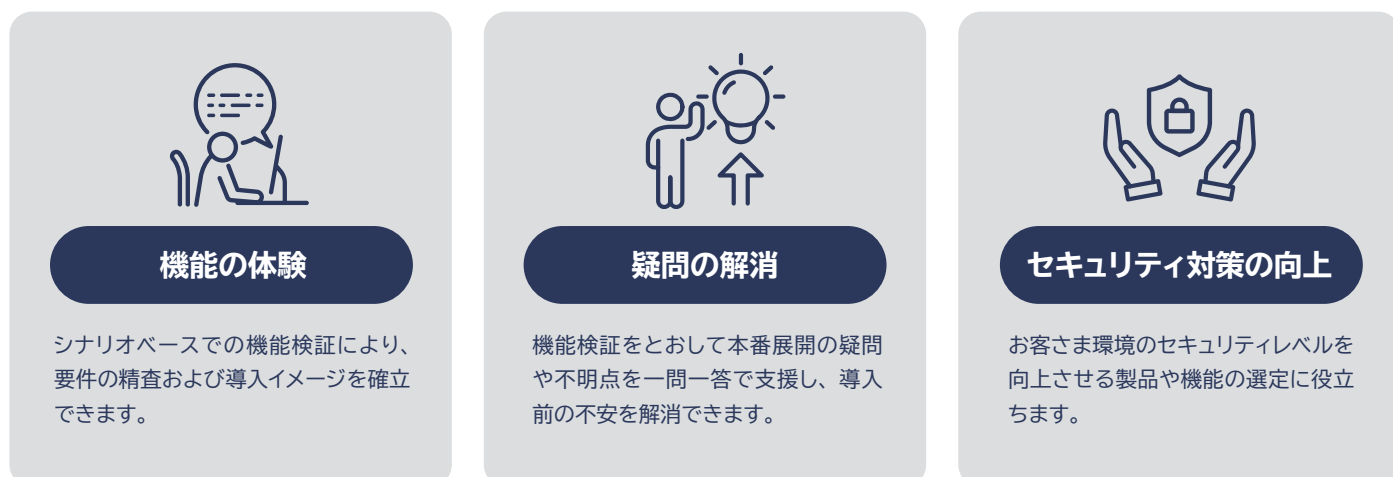 機能の体験
シナリオベースでの機能検証により、
要件の精査および導入イメージを確立
できます。
疑問の解消
機能検証をとおして本番展開の疑問
や不明点を一問一答で支援し、導入
前の不安を解消できます。
セキュリティ対策の向上
お客さま環境のセキュリティレベルを
向上させる製品や機能の選定に役立
ちます。